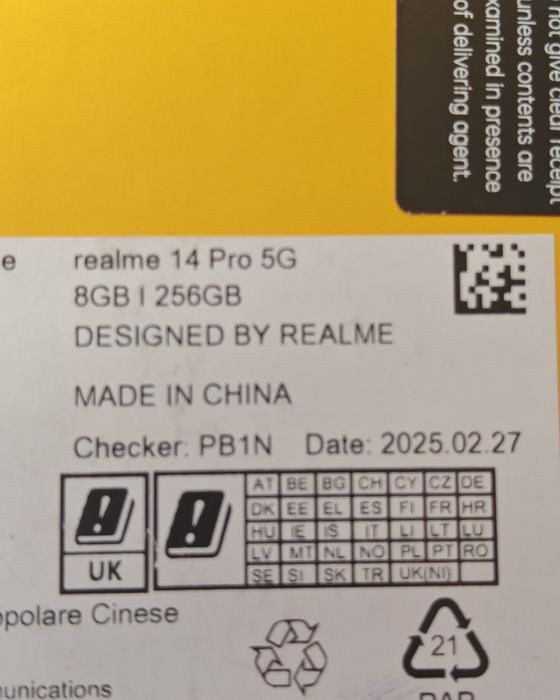 not give clear receipt
unless contents are
examined in presence
of delivering agent.
e
realme 14 Pro 5G
8GB | 256GB
DESIGNED BY REALME
MADE IN CHINA
Checker: PB1N Date: 2025.02.27
AT BE BG CH CY CZ DE
DK EE EL ES FI FR HR
HU IE IS IT LI LT LU
LV MT NL NO PL PT RO
SE SI SK TR UK(NI)
UK
opolare Cinese
unications
21
PAP